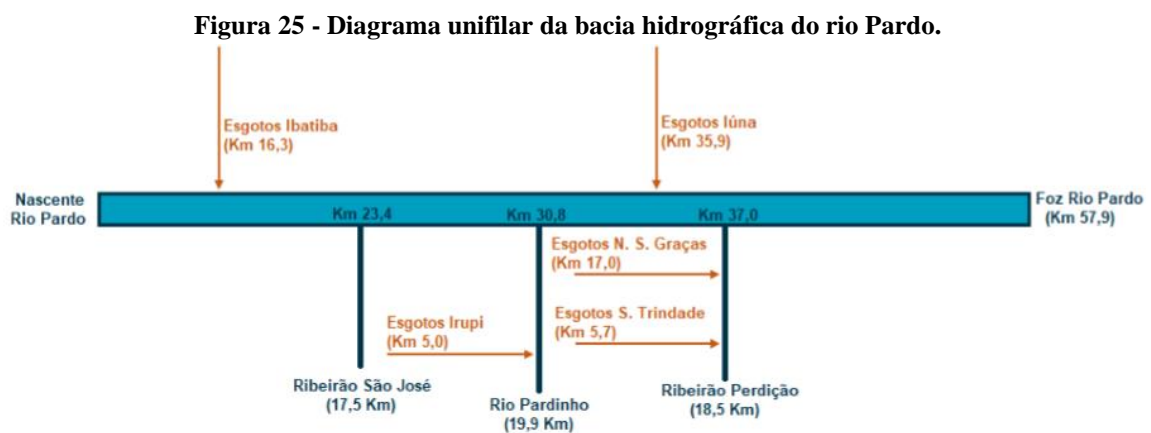 Figura 25 - Diagrama unifilar da bacia hidrográfica do rio Pardo.
Esgotos Ibatiba
(Km 16,3)
Esgotos Iúna
(Km 35,9)
Nascente
Rio Pardo
Km 23,4
Km 30,8
Km 37,0
Foz Rio Pardo
(Km 57,9)
Esgotos N. S. Graças
(Km 17,0)
Esgotos Irupi
(Km 5,0)
Esgotos S. Trindade
(Km 5,7)
Ribeirão São José
(17,5 Km)
Rio Pardinho
(19,9 Km)
Ribeirão Perdição
(18,5 Km)